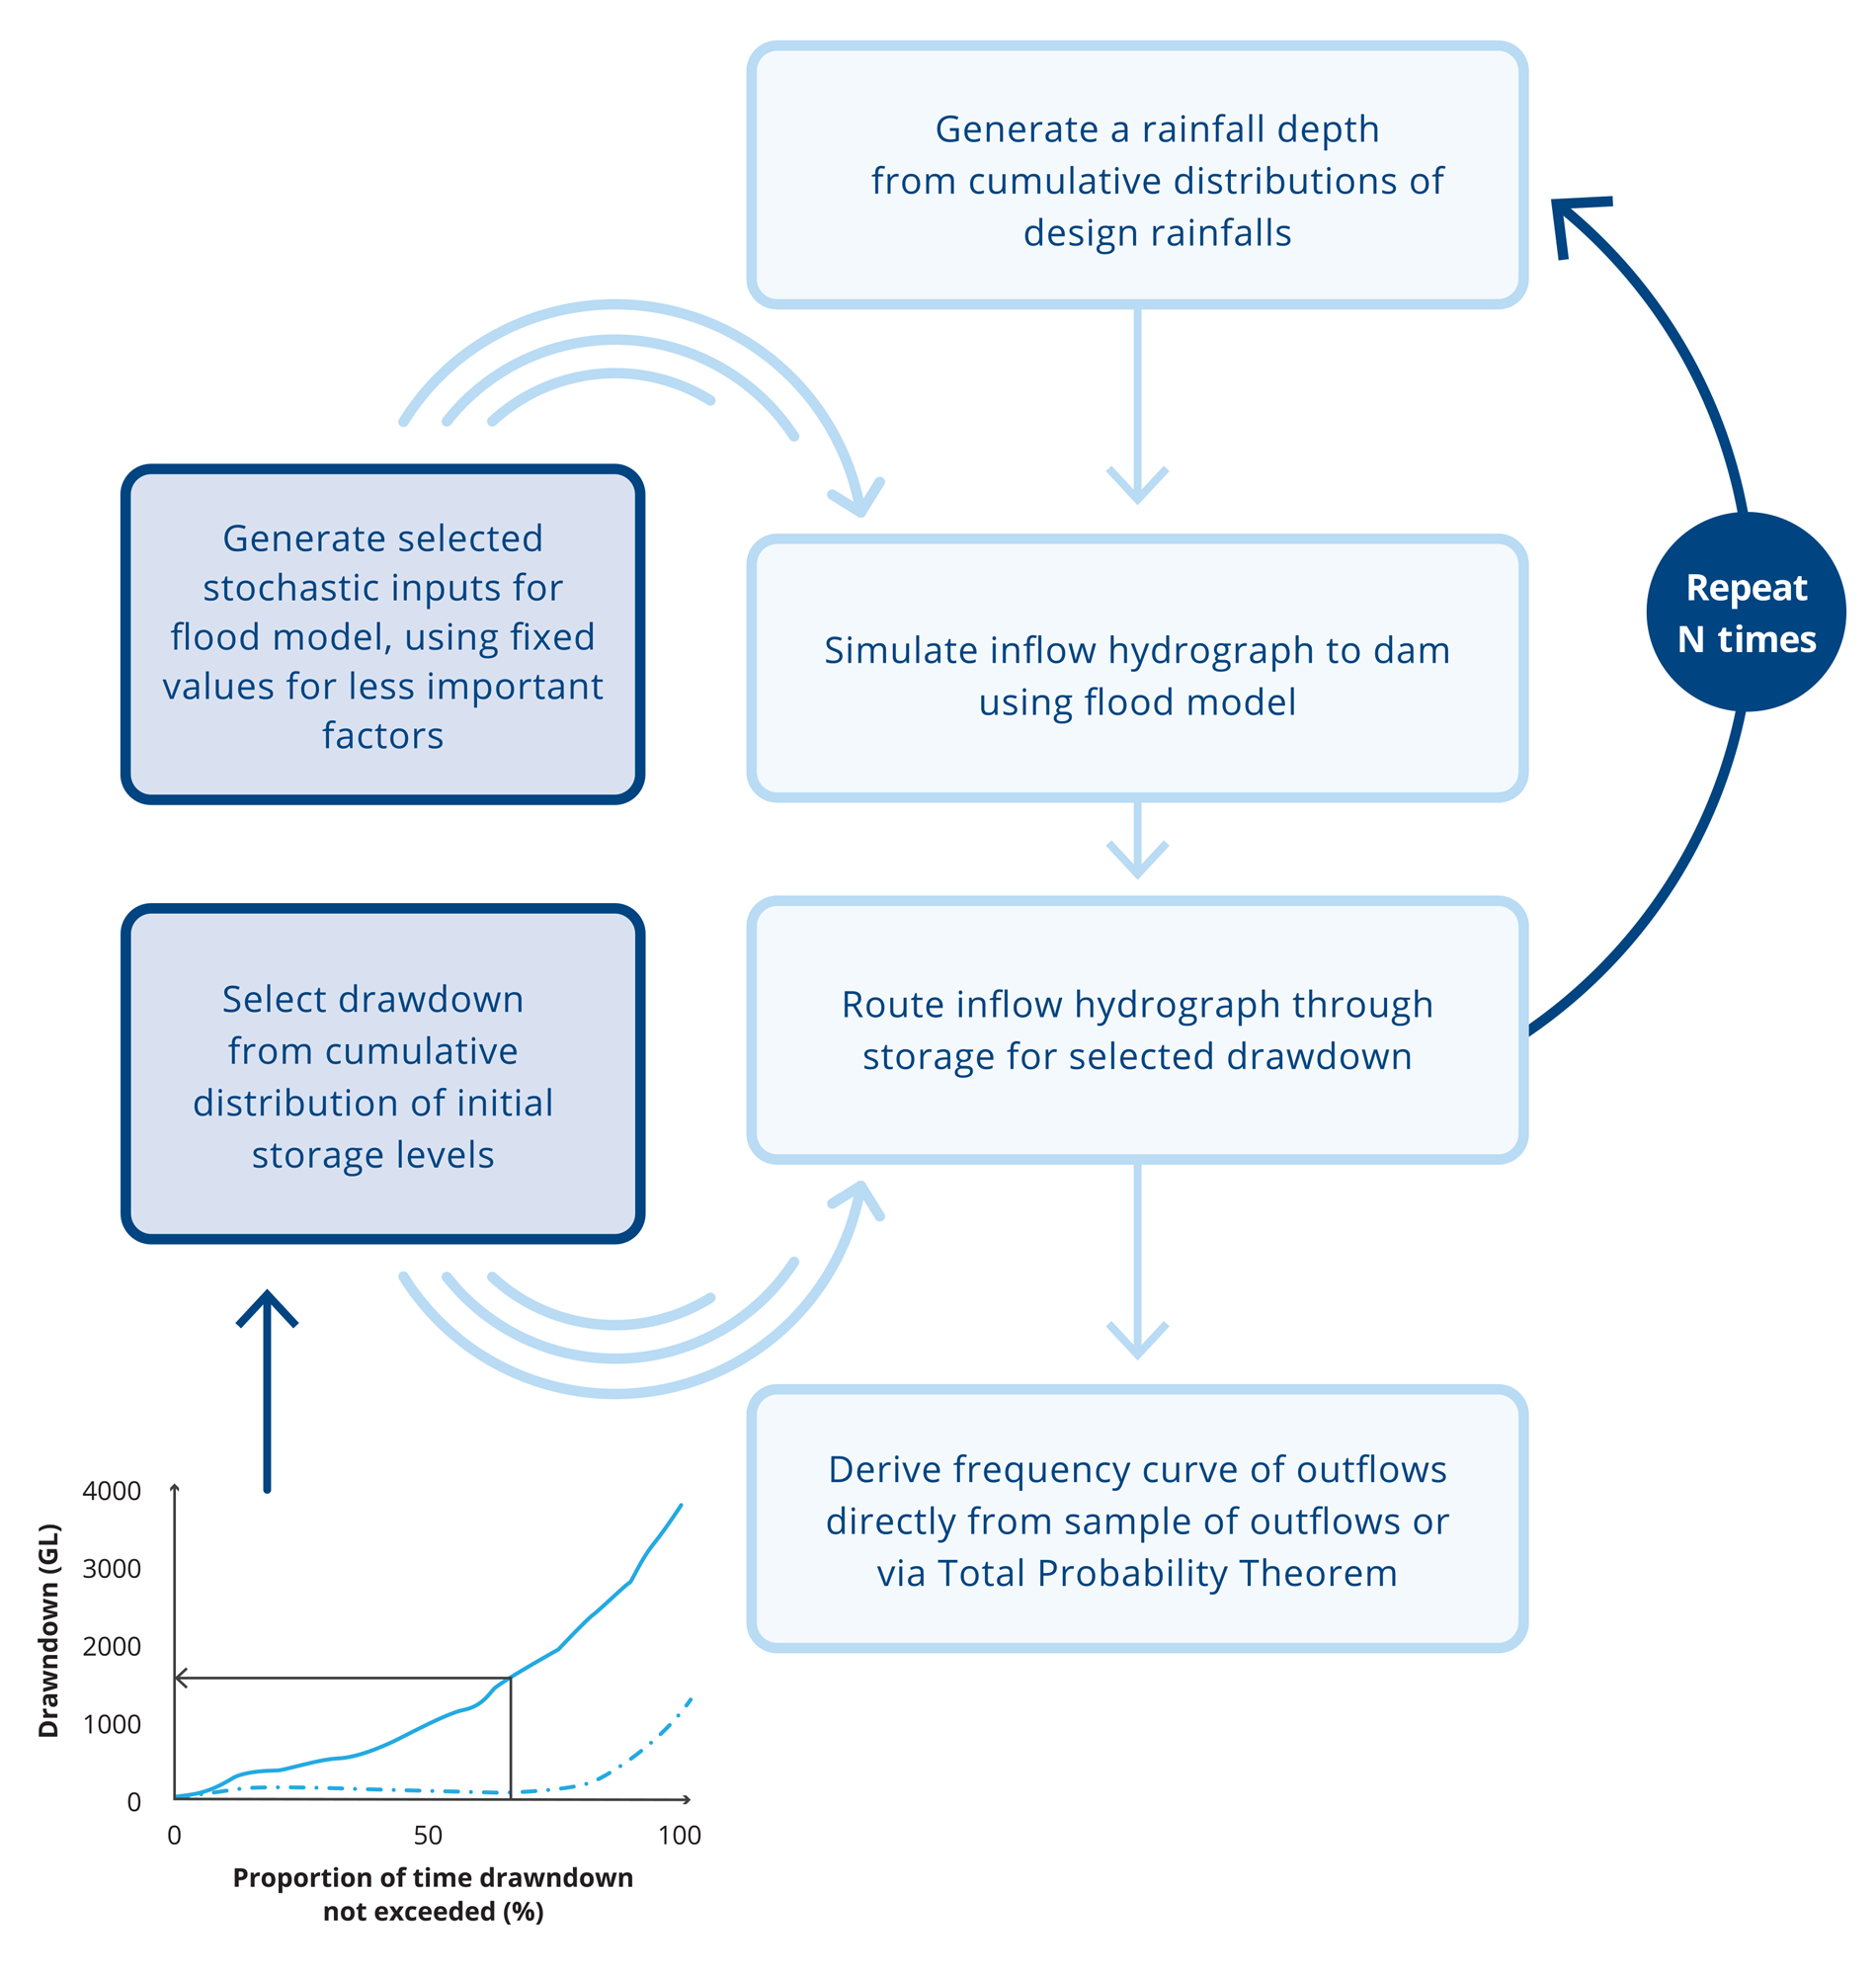 Generate a rainfall depth
from cumulative distributions of
design rainfalls
Generate selected
stochastic inputs for
flood model, using fixed
values for less important
factors
Simulate inflow hydrograph to dam
using flood model
Repeat
N times
Select drawdown
from cumulative
distribution of initial
storage levels
Route inflow hydrograph through
storage for selected drawdown
Derive frequency curve of outflows
directly from sample of outflows or
via Total Probability Theorem
Drawndown (GL)
4000
3000
2000
1000
0
0
50
100
Proportion of time drawndown
not exceeded (%)